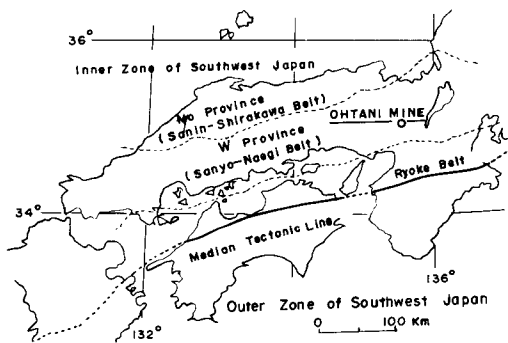 36°
Inner Zone of Southwest Japan
Mo Province
(Sanin-Shirakawa Belt)
OHTANI MINE
W Province
(Sanyo-Naegi Belt)
Ryoke Belt
34°
Median Tectonic Line
136°
132°
Outer Zone of Southwest Japan
0 100 Km